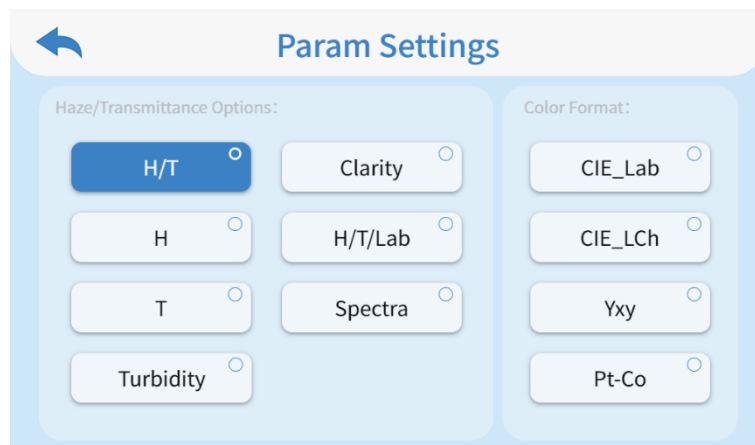 Param Settings
Haze/Transmittance Options:
H/T
Clarity
H
H/T/Lab
T
Spectra
Turbidity
Color Format:
CIE_Lab
CIE_LCh
Yxy
Pt-Co